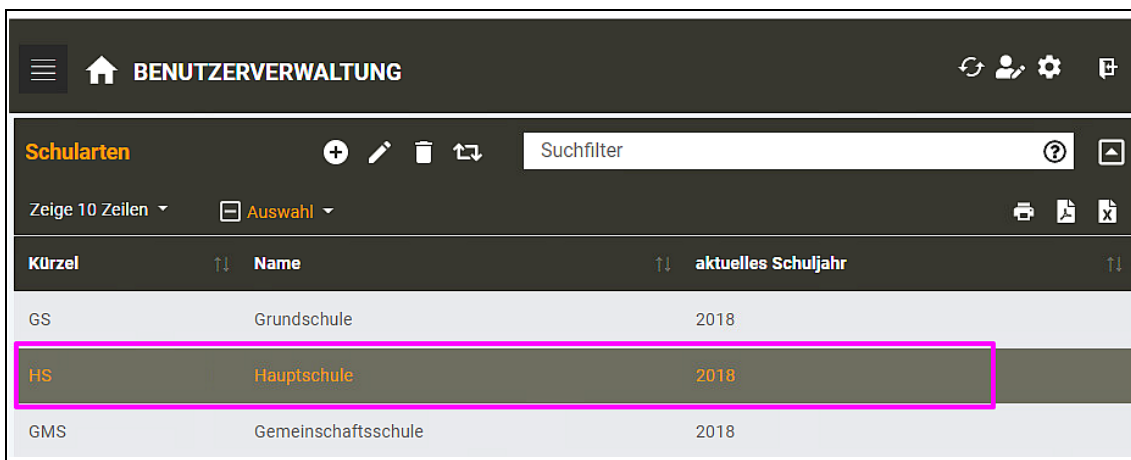 BENUTZERVERWALTUNG
Schularten Suchfilter
Zeige 10 Zeilen Auswahl
Kürzel Name aktuelles Schuljahr
GS Grundschule 2018
HS Hauptschule 2018
GMS Gemeinschaftsschule 2018